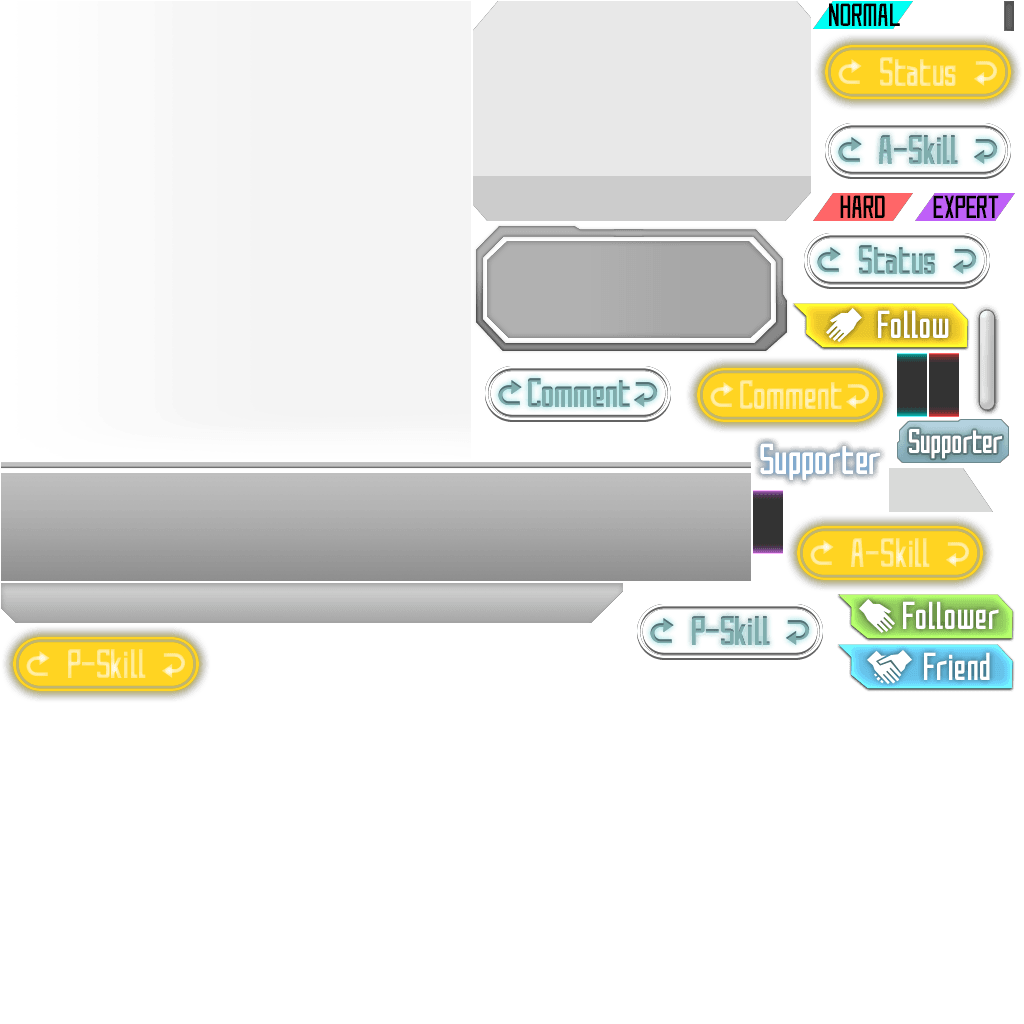 NORMAL
Status
A-Skill
HARD
EXPERT
Status
Follow
Comment
Comment
Supporter
Supporter
A-Skill
Follower
P-Skill
Friend
P-Skill